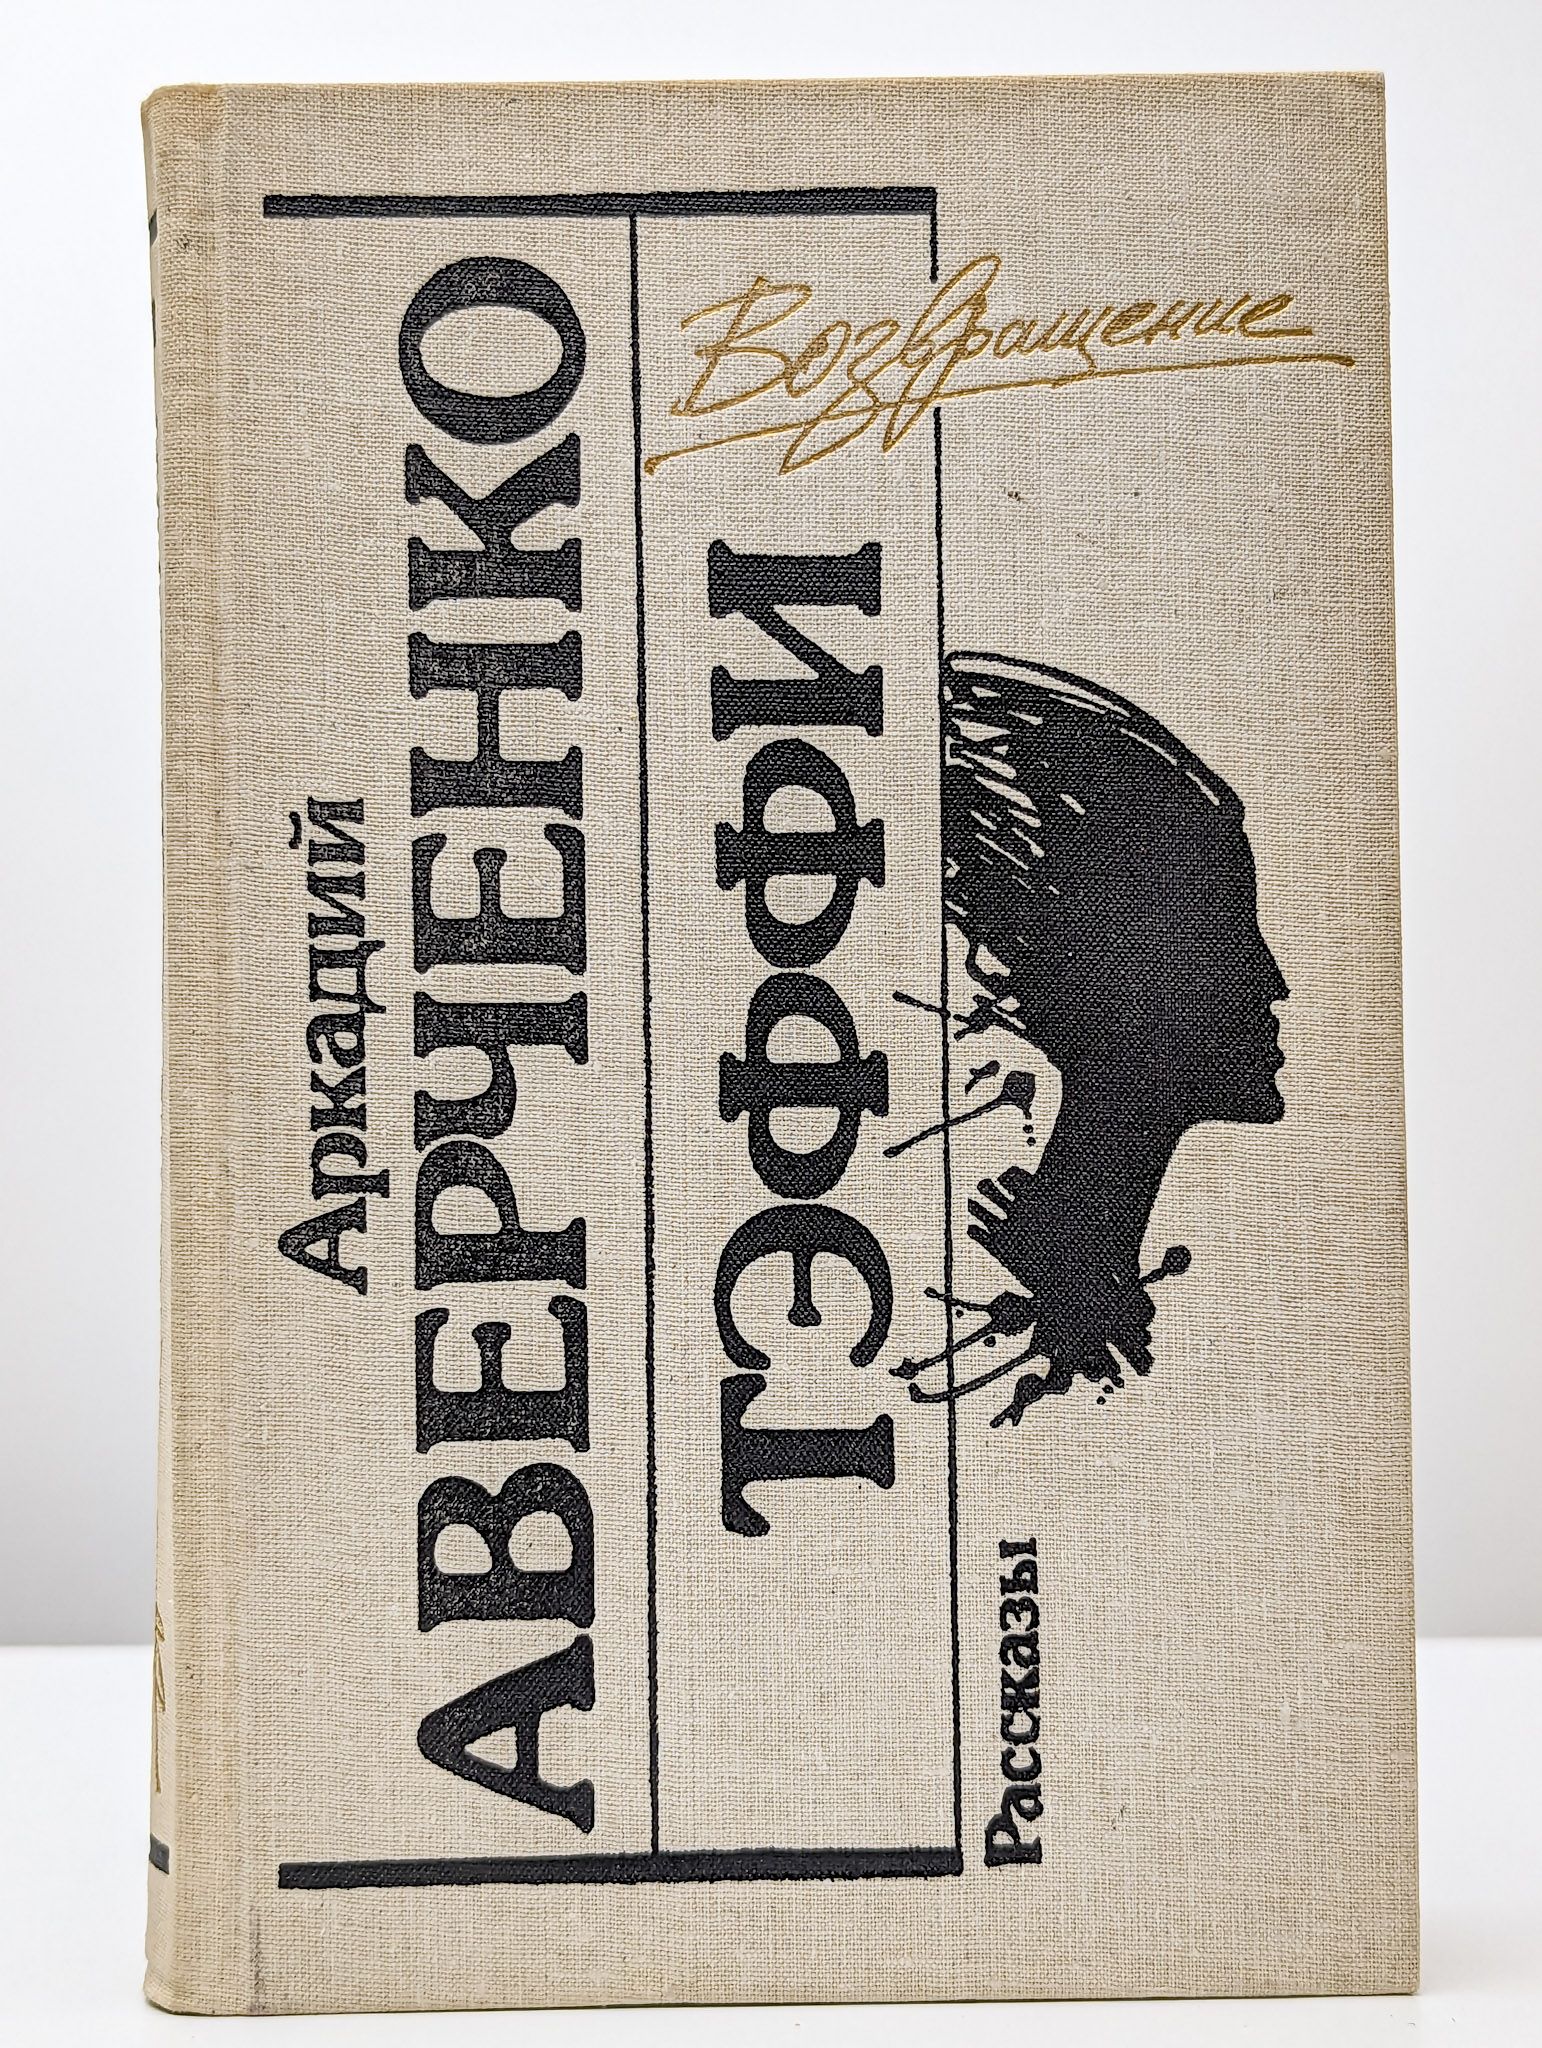 Аркадий
АВЕРЧЕНКО
ТЭФФИ
Возвращение
Рассказы